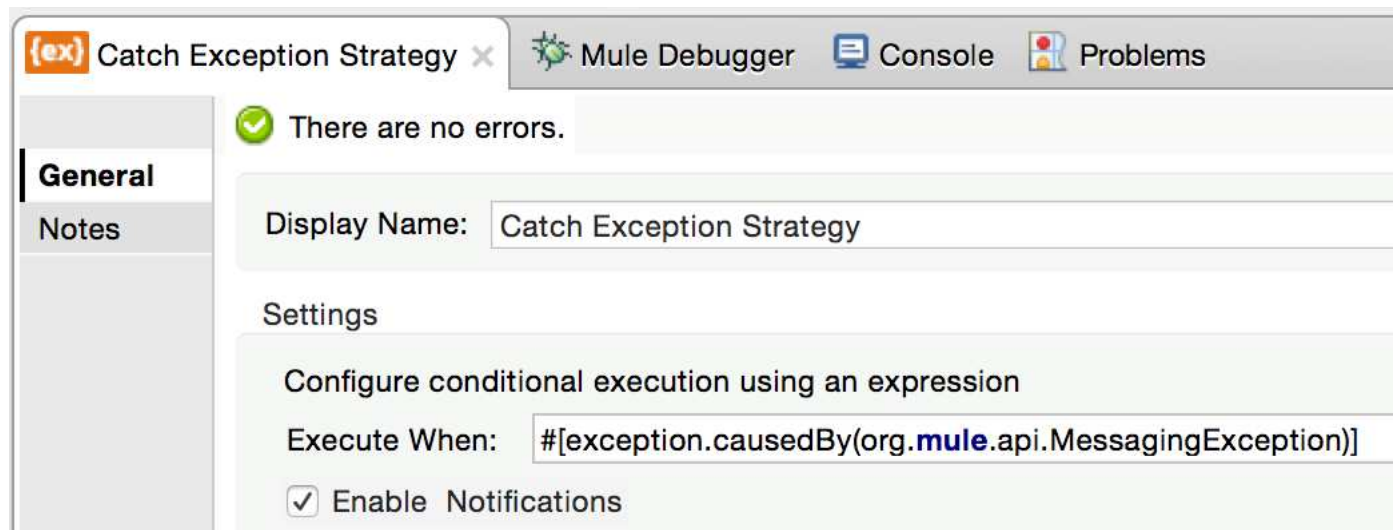 {ex} Catch Exception Strategy Mule Debugger Console Problems
There are no errors.
General
Notes
Display Name: Catch Exception Strategy
Settings
Configure conditional execution using an expression
Execute When: #[exception.causedBy(org.mule.api.MessagingException)]
Enable Notifications